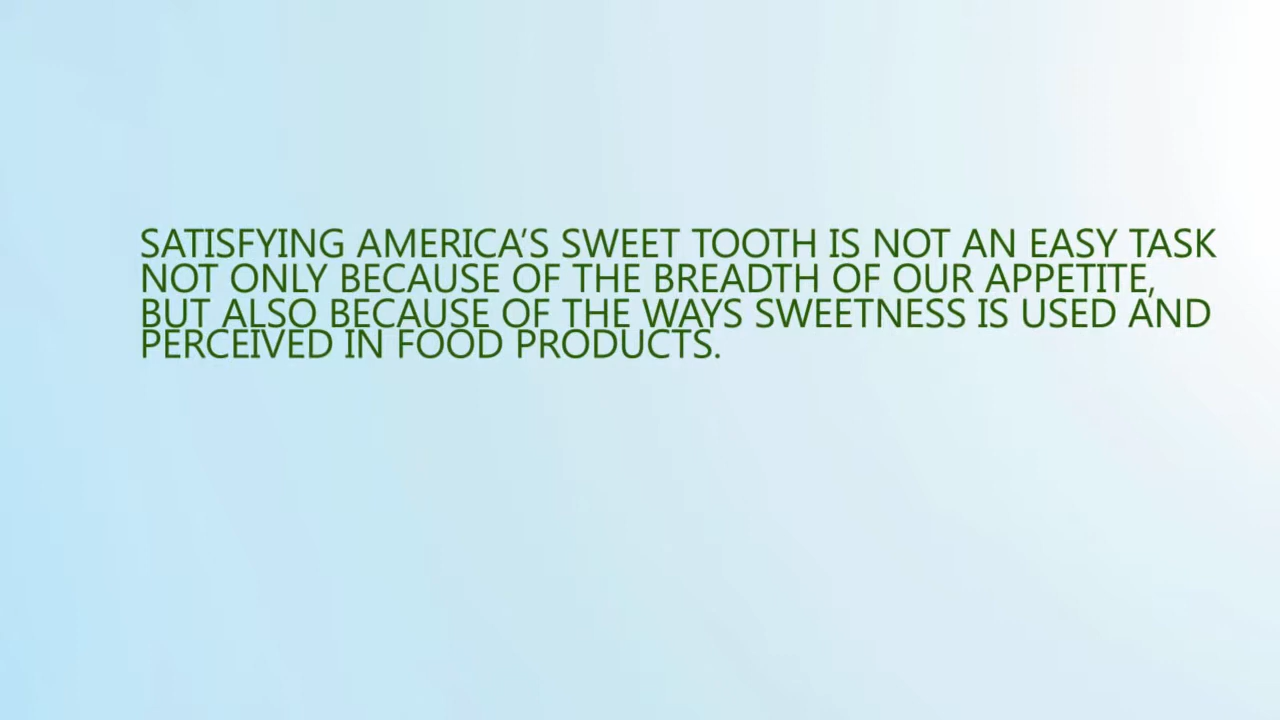 SATISFYING AMERICA’S SWEET TOOTH IS NOT AN EASY TASK
NOT ONLY BECAUSE OF THE BREADTH OF OUR APPETITE,
BUT ALSO BECAUSE OF THE WAYS SWEETNESS IS USED AND
PERCEIVED IN FOOD PRODUCTS.